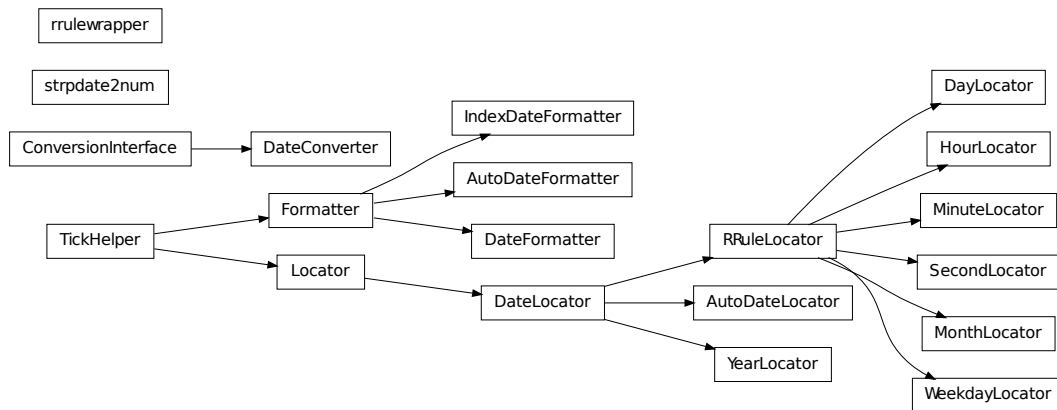 rrulewrapper
strpdate2num
ConversionInterface
DateConverter
TickHelper
Formatter
Locator
IndexDateFormatter
AutoDateFormatter
DateFormatter
DateLocator
RRuleLocator
AutoDateLocator
YearLocator
DayLocator
HourLocator
MinuteLocator
SecondLocator
MonthLocator
WeekdayLocator